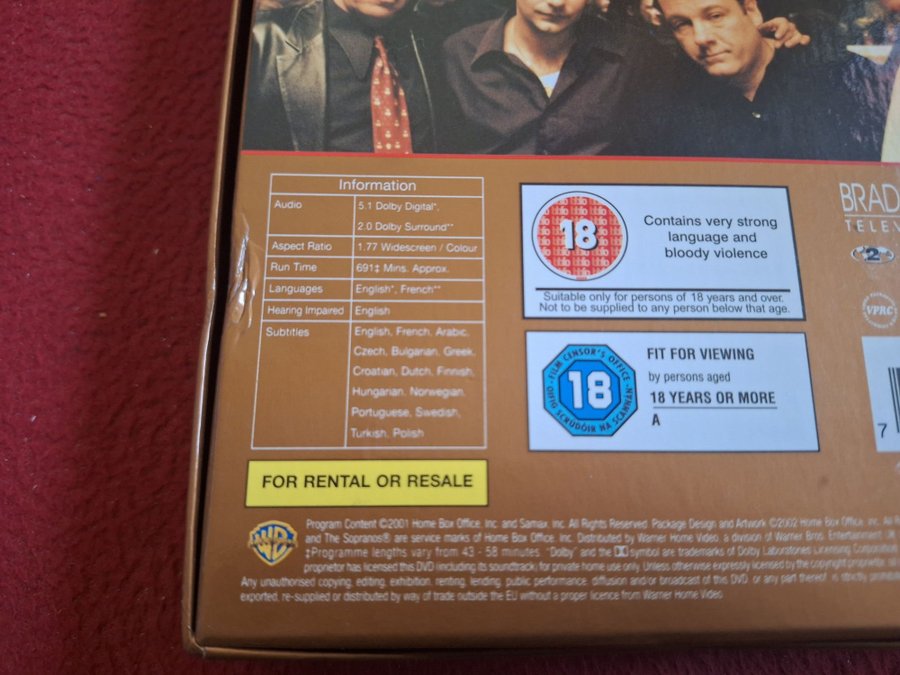 Information
Audio
5.1 Dolby Digital*,
2.0 Dolby Surround**
Aspect Ratio 1.77 Widescreen / Colour
Run Time 691‡ Mins. Approx.
Languages English*, French**
Hearing Impaired English
Subtitles
English, French, Arabic,
Czech, Bulgarian, Greek,
Croatian, Dutch, Finnish,
Hungarian, Norwegian,
Portuguese, Swedish,
Turkish, Polish
FOR RENTAL OR RESALE
18
Contains very strong
language and
bloody violence
Suitable only for persons of 18 years and over.
Not to be supplied to any person below that age.
FILM CENSOR'S OFFICE
18
OIFIG SCRÚDÓIR NA SCANNÁN
FIT FOR VIEWING
by persons aged
18 YEARS OR MORE
A
BRAD
TELEV
2
VPRC
7
WB
Program Content ©2001 Home Box Office, Inc. and Samax, Inc. All Rights Reserved. Package Design and Artwork ©2002 Home Box Office, Inc. All
and The Sopranos® are service marks of Home Box Office, Inc. Distributed by Warner Home Video, a division of Warner Bros. Entertainment
‡Programme lengths vary from 43 - 58 minutes. "Dolby" and the DD symbol are trademarks of Dolby Laboratories Licensing Corporation
proprietor has licensed this DVD (including its soundtrack) for private home use only. Unless otherwise expressly licensed by the copyright proprietor, all
Any unauthorised copying, editing, exhibition, renting, lending, public performance, diffusion and/or broadcast of this DVD, or any part thereof, is strictly
exported, re-supplied or distributed by way of trade outside the EU without a proper licence from Warner Home Video.